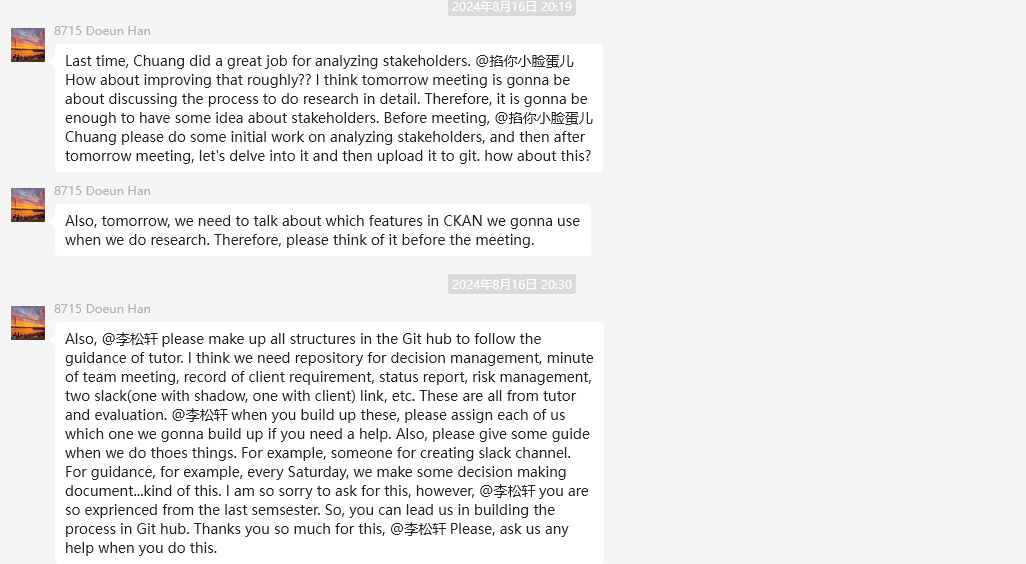 2024年8月16日 20:19
8715 Doeun Han
Last time, Chuang did a great job for analyzing stakeholders. @掐你小脸蛋儿
How about improving that roughly?? I think tomorrow meeting is gonna be
about discussing the process to do research in detail. Therefore, it is gonna be
enough to have some idea about stakeholders. Before meeting, @掐你小脸蛋儿
Chuang please do some initial work on analyzing stakeholders, and then after
tomorrow meeting, let's delve into it and then upload it to git. how about this?
8715 Doeun Han
Also, tomorrow, we need to talk about which features in CKAN we gonna use
when we do research. Therefore, please think of it before the meeting.
2024年8月16日 20:30
8715 Doeun Han
Also, @李松轩 please make up all structures in the Git hub to follow the
guidance of tutor. I think we need repository for decision management, minute
of team meeting, record of client requirement, status report, risk management,
two slack(one with shadow, one with client) link, etc. These are all from tutor
and evaluation. @李松轩 when you build up these, please assign each of us
which one we gonna build up if you need a help. Also, please give some guide
when we do thoes things. For example, someone for creating slack channel.
For guidance, for example, every Saturday, we make some decision making
document...kind of this. I am so sorry to ask for this, however, @李松轩 you are
so exprienced from the last semsester. So, you can lead us in building the
process in Git hub. Thanks you so much for this, @李松轩 Please, ask us any
help when you do this.